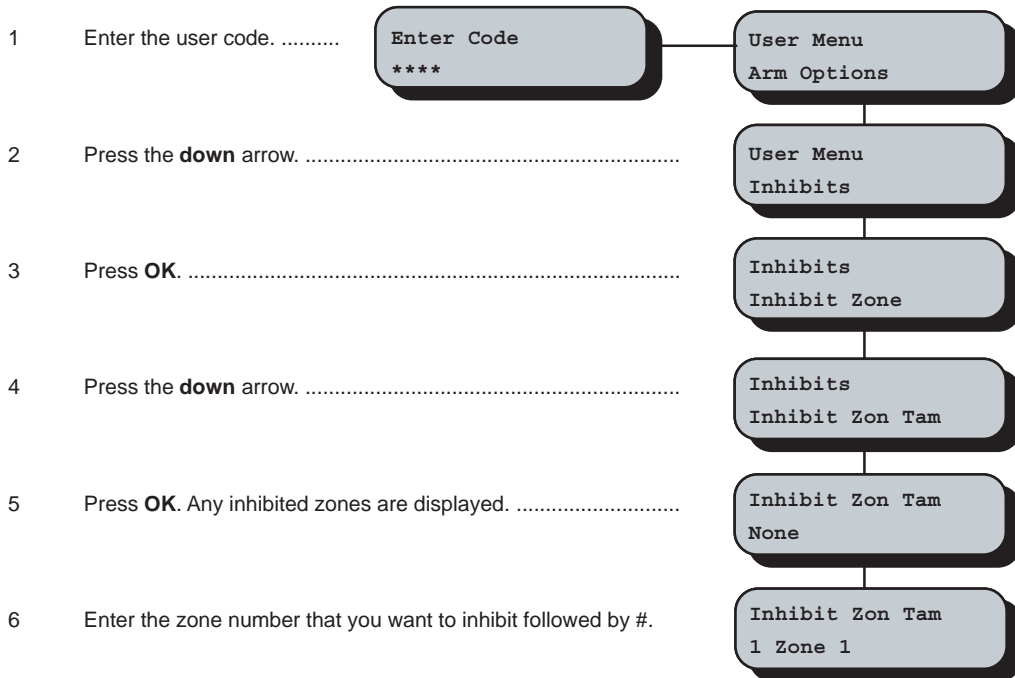 1 Enter the user code. ..........
Enter Code
****
User Menu
Arm Options
2 Press the down arrow. .................................................................
User Menu
Inhibits
3 Press OK. .....................................................................................
Inhibits
Inhibit Zone
4 Press the down arrow. .................................................................
Inhibits
Inhibit Zon Tam
5 Press OK. Any inhibited zones are displayed. ............................
Inhibit Zon Tam
None
6 Enter the zone number that you want to inhibit followed by #.
Inhibit Zon Tam
1 Zone 1